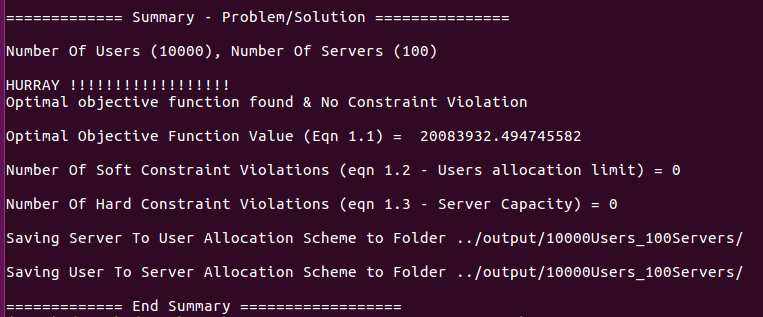 ============= Summary - Problem/Solution ===============
Number Of Users (10000), Number Of Servers (100)
HURRAY !!!!!!!!!!!!!!!!!!
Optimal objective function found & No Constraint Violation
Optimal Objective Function Value (Eqn 1.1) =  20083932.494745582
Number Of Soft Constraint Violations (eqn 1.2 - Users allocation limit) = 0
Number Of Hard Constraint Violations (eqn 1.3 - Server Capacity) = 0
Saving Server To User Allocation Scheme to Folder ../output/10000Users_100Servers/
Saving User To Server Allocation Scheme to Folder ../output/10000Users_100Servers/
============= End Summary ==================